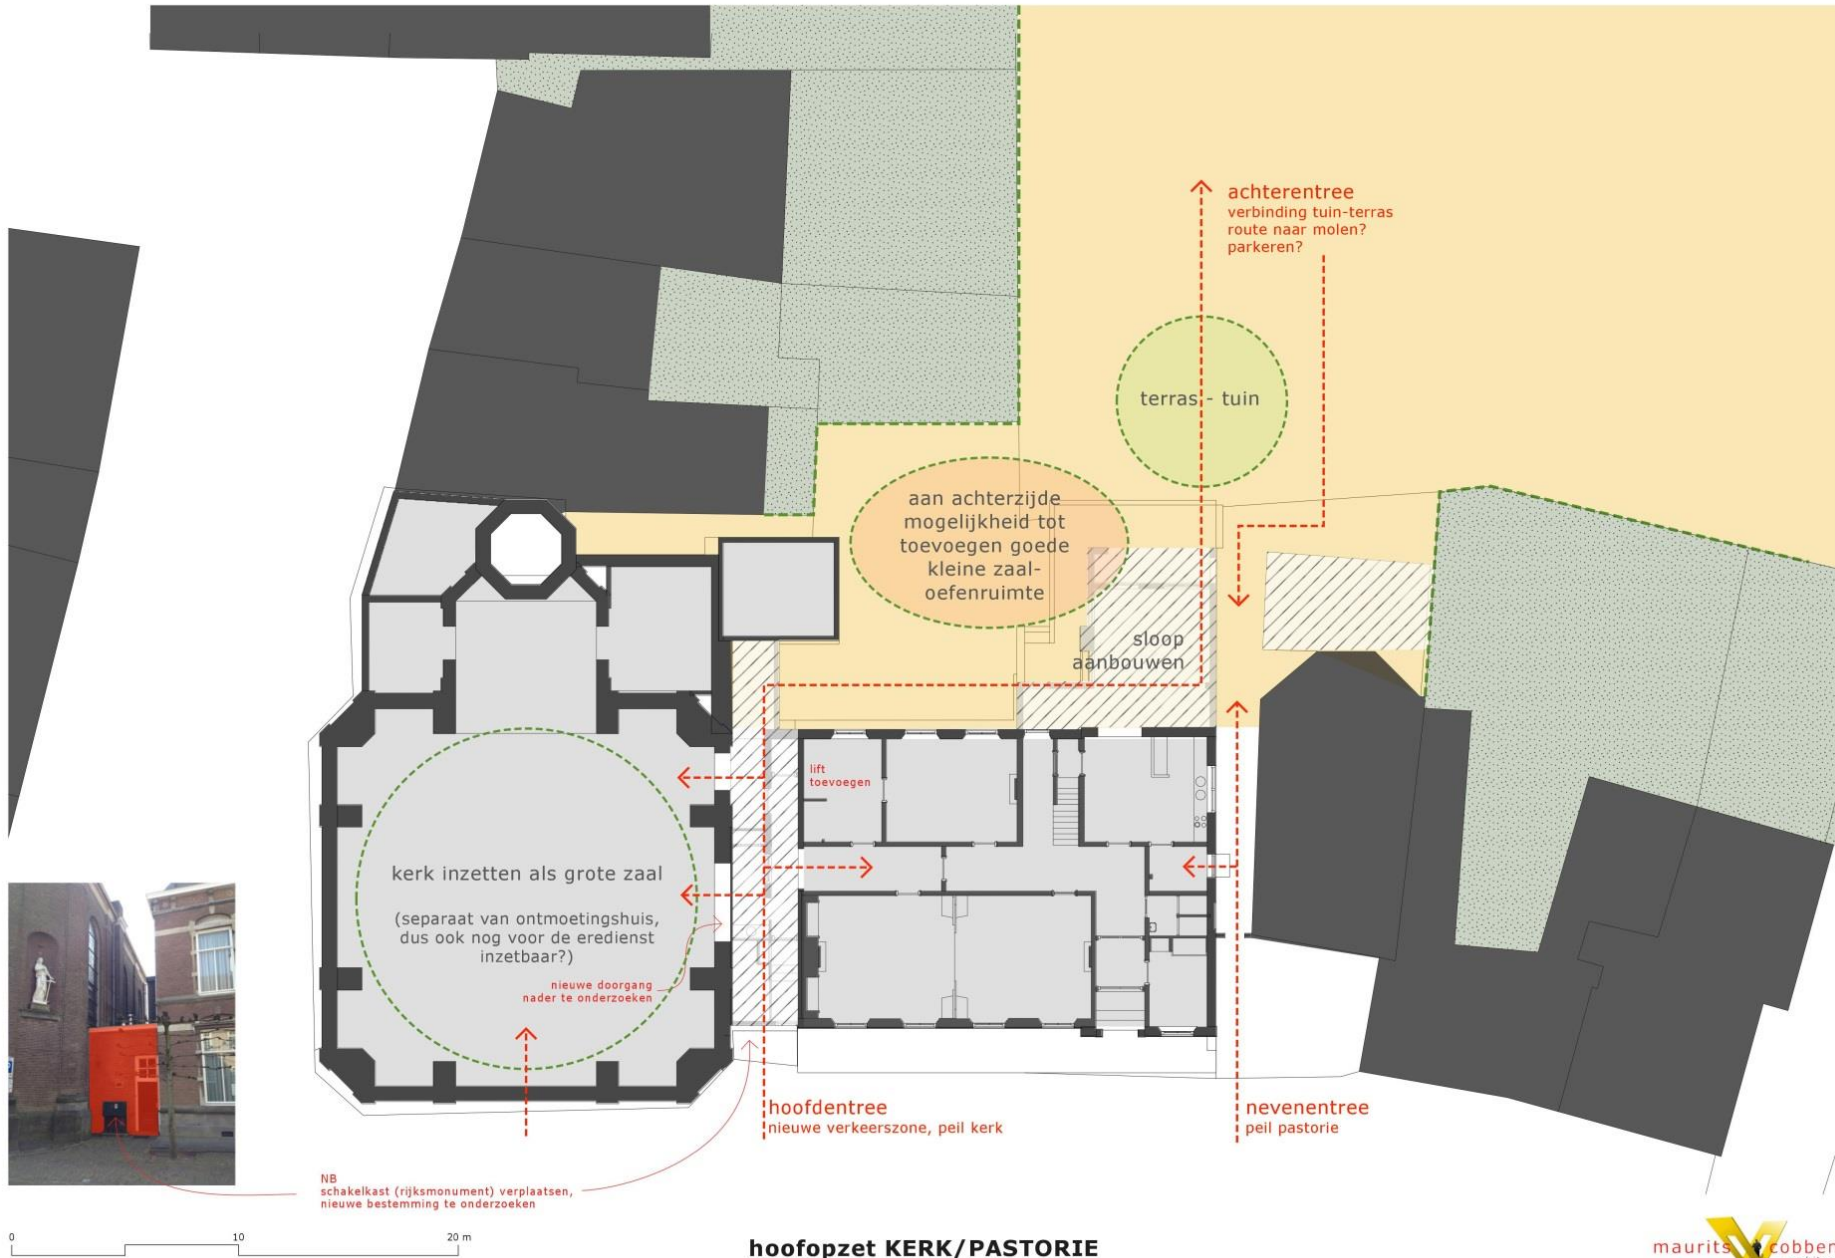 achterentree
verbinding tuin-terras
route naar molen?
parkeren?
terras - tuin
aan achterzijde
mogelijkheid tot
toevoegen goede
kleine zaal-
oefenruimte
sloop
aanbouwen
lift
toevoegen
kerk inzetten als grote zaal
(separaat van ontmoetingshuis,
dus ook nog voor de eredienst
inzetbaar?)
nieuwe doorgang
nader te onderzoeken
hoofdentree
nieuwe verkeerszone, peil kerk
nevenentree
peil pastorie
NB
schakelkast (rijksmonument) verplaatsen,
nieuwe bestemming te onderzoeken
0 10 20 m
hoofopzet KERK/PASTORIE
maurits cobben